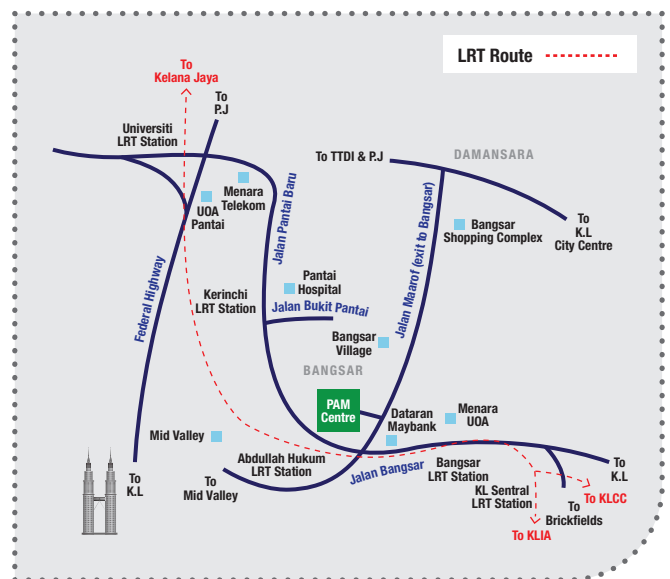 LRT Route
To
Kelana Jaya
To
P.J
Universiti
LRT Station
To TTDI & P.J
DAMANSARA
Menara
Telekom
UOA
Pantai
Jalan Pantai Baru
Jalan Maarof (exit to Bangsar)
Bangsar
Shopping Complex
To
K.L
City Centre
Federal Highway
Pantai
Hospital
Kerinchi
LRT Station
Jalan Bukit Pantai
Bangsar
Village
BANGSAR
PAM
Centre
Dataran
Maybank
Menara
UOA
Mid Valley
Abdullah Hukum
LRT Station
Jalan Bangsar
Bangsar
LRT Station
To
K.L
To
Mid Valley
To
K.L
KL Sentral
LRT Station
To KLCC
To
Brickfields
To KLIA